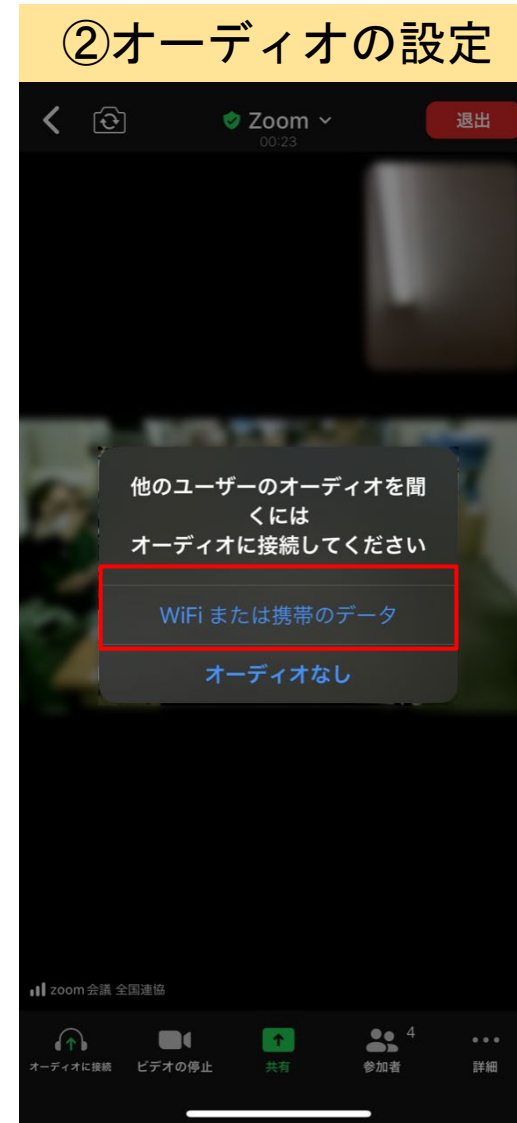 ②オーディオの設定
Zoom
退出
00:23
他のユーザーのオーディオを聞
くには
オーディオに接続してください
WiFi または携帯のデータ
オーディオなし
zoom会議 全国連協
4
オーディオに接続 ビデオの停止 共有 参加者 詳細